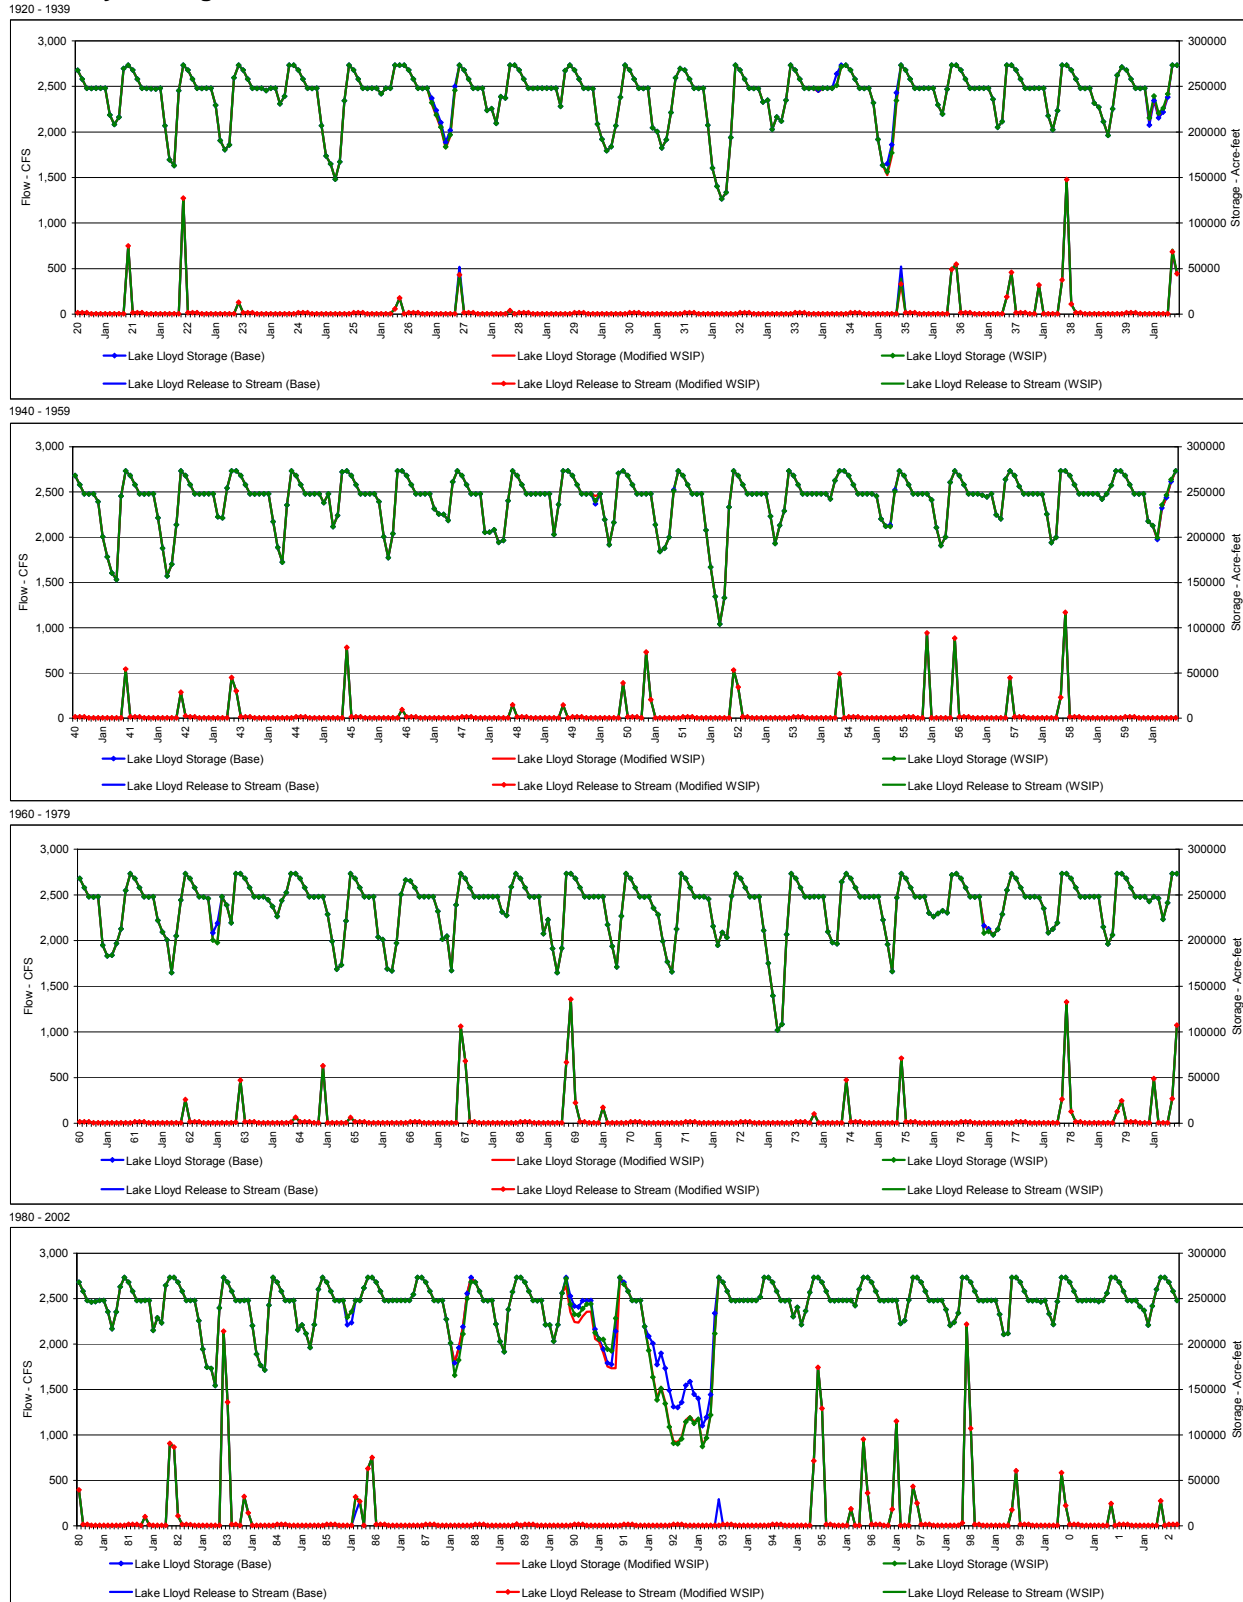 1920 - 1939
3,000
2,500
2,000
1,500
1,000
500
0
Flow - CFS
300000
250000
200000
150000
100000
50000
0
Storage - Acre-feet
20 Jan 21 Jan 22 Jan 23 Jan 24 Jan 25 Jan 26 Jan 27 Jan 28 Jan 29 Jan 30 Jan 31 Jan 32 Jan 33 Jan 34 Jan 35 Jan 36 Jan 37 Jan 38 Jan 39 Jan
Lake Lloyd Storage (Base) Lake Lloyd Storage (Modified WSIP) Lake Lloyd Storage (WSIP)
Lake Lloyd Release to Stream (Base) Lake Lloyd Release to Stream (Modified WSIP) Lake Lloyd Release to Stream (WSIP)
1940 - 1959
3,000
2,500
2,000
1,500
1,000
500
0
Flow - CFS
300000
250000
200000
150000
100000
50000
0
Storage - Acre-feet
40 Jan 41 Jan 42 Jan 43 Jan 44 Jan 45 Jan 46 Jan 47 Jan 48 Jan 49 Jan 50 Jan 51 Jan 52 Jan 53 Jan 54 Jan 55 Jan 56 Jan 57 Jan 58 Jan 59 Jan
Lake Lloyd Storage (Base) Lake Lloyd Storage (Modified WSIP) Lake Lloyd Storage (WSIP)
Lake Lloyd Release to Stream (Base) Lake Lloyd Release to Stream (Modified WSIP) Lake Lloyd Release to Stream (WSIP)
1960 - 1979
3,000
2,500
2,000
1,500
1,000
500
0
Flow - CFS
300000
250000
200000
150000
100000
50000
0
Storage - Acre-feet
60 Jan 61 Jan 62 Jan 63 Jan 64 Jan 65 Jan 66 Jan 67 Jan 68 Jan 69 Jan 70 Jan 71 Jan 72 Jan 73 Jan 74 Jan 75 Jan 76 Jan 77 Jan 78 Jan 79 Jan
Lake Lloyd Storage (Base) Lake Lloyd Storage (Modified WSIP) Lake Lloyd Storage (WSIP)
Lake Lloyd Release to Stream (Base) Lake Lloyd Release to Stream (Modified WSIP) Lake Lloyd Release to Stream (WSIP)
1980 - 2002
3,000
2,500
2,000
1,500
1,000
500
0
Flow - CFS
300000
250000
200000
150000
100000
50000
0
Storage - Acre-feet
80 Jan 81 Jan 82 Jan 83 Jan 84 Jan 85 Jan 86 Jan 87 Jan 88 Jan 89 Jan 90 Jan 91 Jan 92 Jan 93 Jan 94 Jan 95 Jan 96 Jan 97 Jan 98 Jan 99 Jan 0 Jan 1 Jan 2
Lake Lloyd Storage (Base) Lake Lloyd Storage (Modified WSIP) Lake Lloyd Storage (WSIP)
Lake Lloyd Release to Stream (Base) Lake Lloyd Release to Stream (Modified WSIP) Lake Lloyd Release to Stream (WSIP)